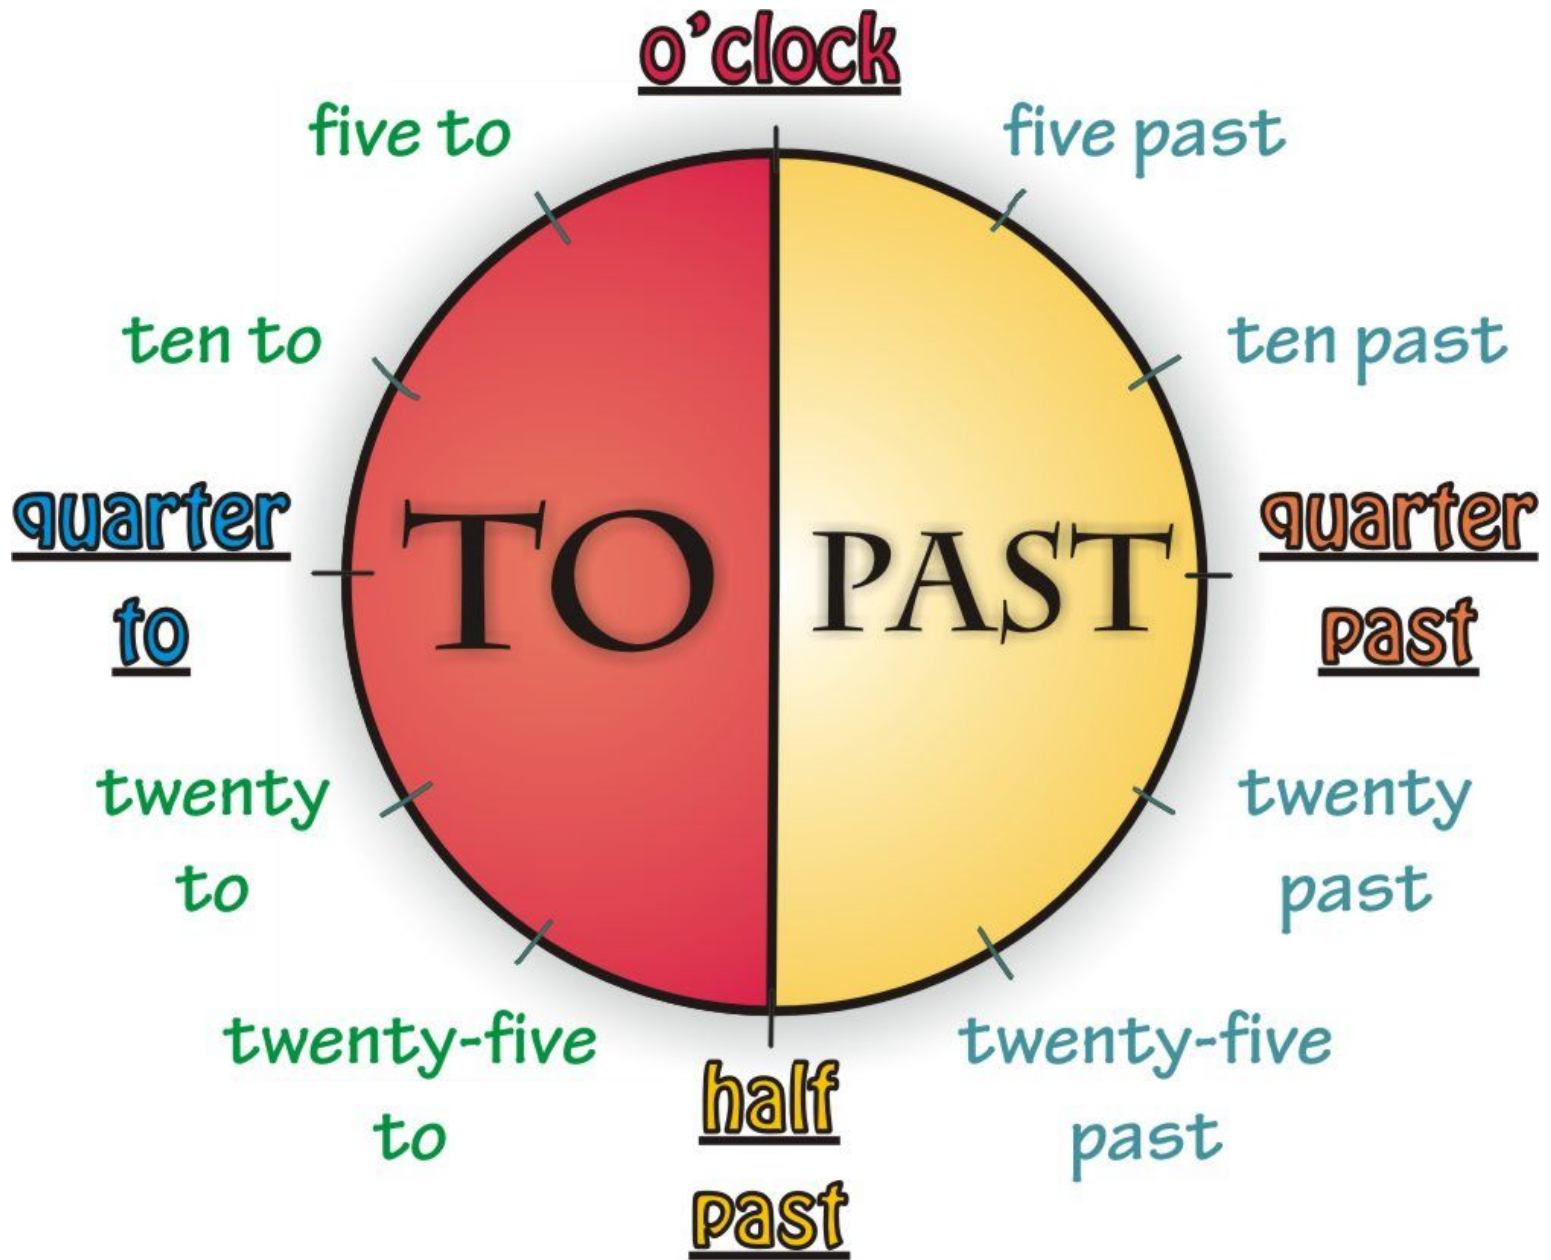 o'clock
five to
five past
ten to
ten past
quarter
to
TO
PAST
quarter
past
twenty
to
twenty
past
twenty-five
to
half
past
twenty-five
past